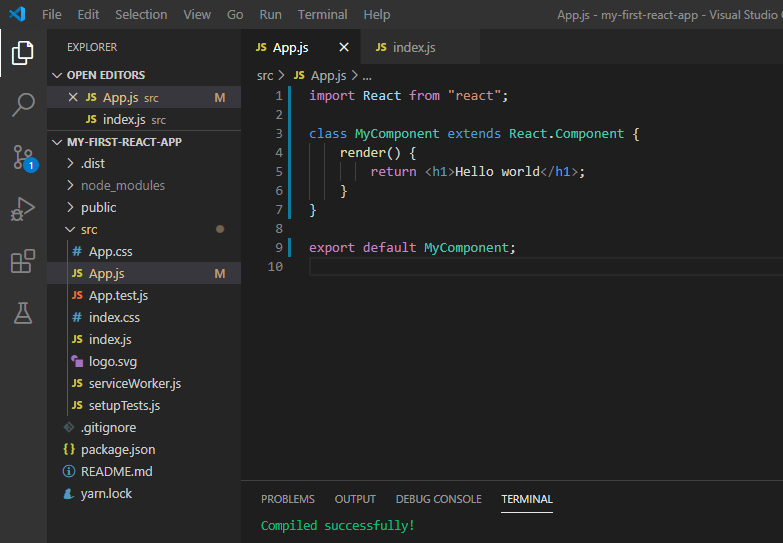 File Edit Selection View Go Run Terminal Help App.js - my-first-react-app - Visual Studio
EXPLORER
OPEN EDITORS
JS App.js src M
JS index.js src
MY-FIRST-REACT-APP
.dist
node_modules
public
src
# App.css
JS App.js M
JS App.test.js
# index.css
JS index.js
logo.svg
JS serviceWorker.js
JS setupTests.js
.gitignore
{} package.json
README.md
yarn.lock
1
JS App.js JS index.js
src > JS App.js > ...
1 import React from "react";
2
3 class MyComponent extends React.Component {
4 render() {
5 return <h1>Hello world</h1>;
6 }
7 }
8
9 export default MyComponent;
10
PROBLEMS OUTPUT DEBUG CONSOLE TERMINAL
Compiled successfully!